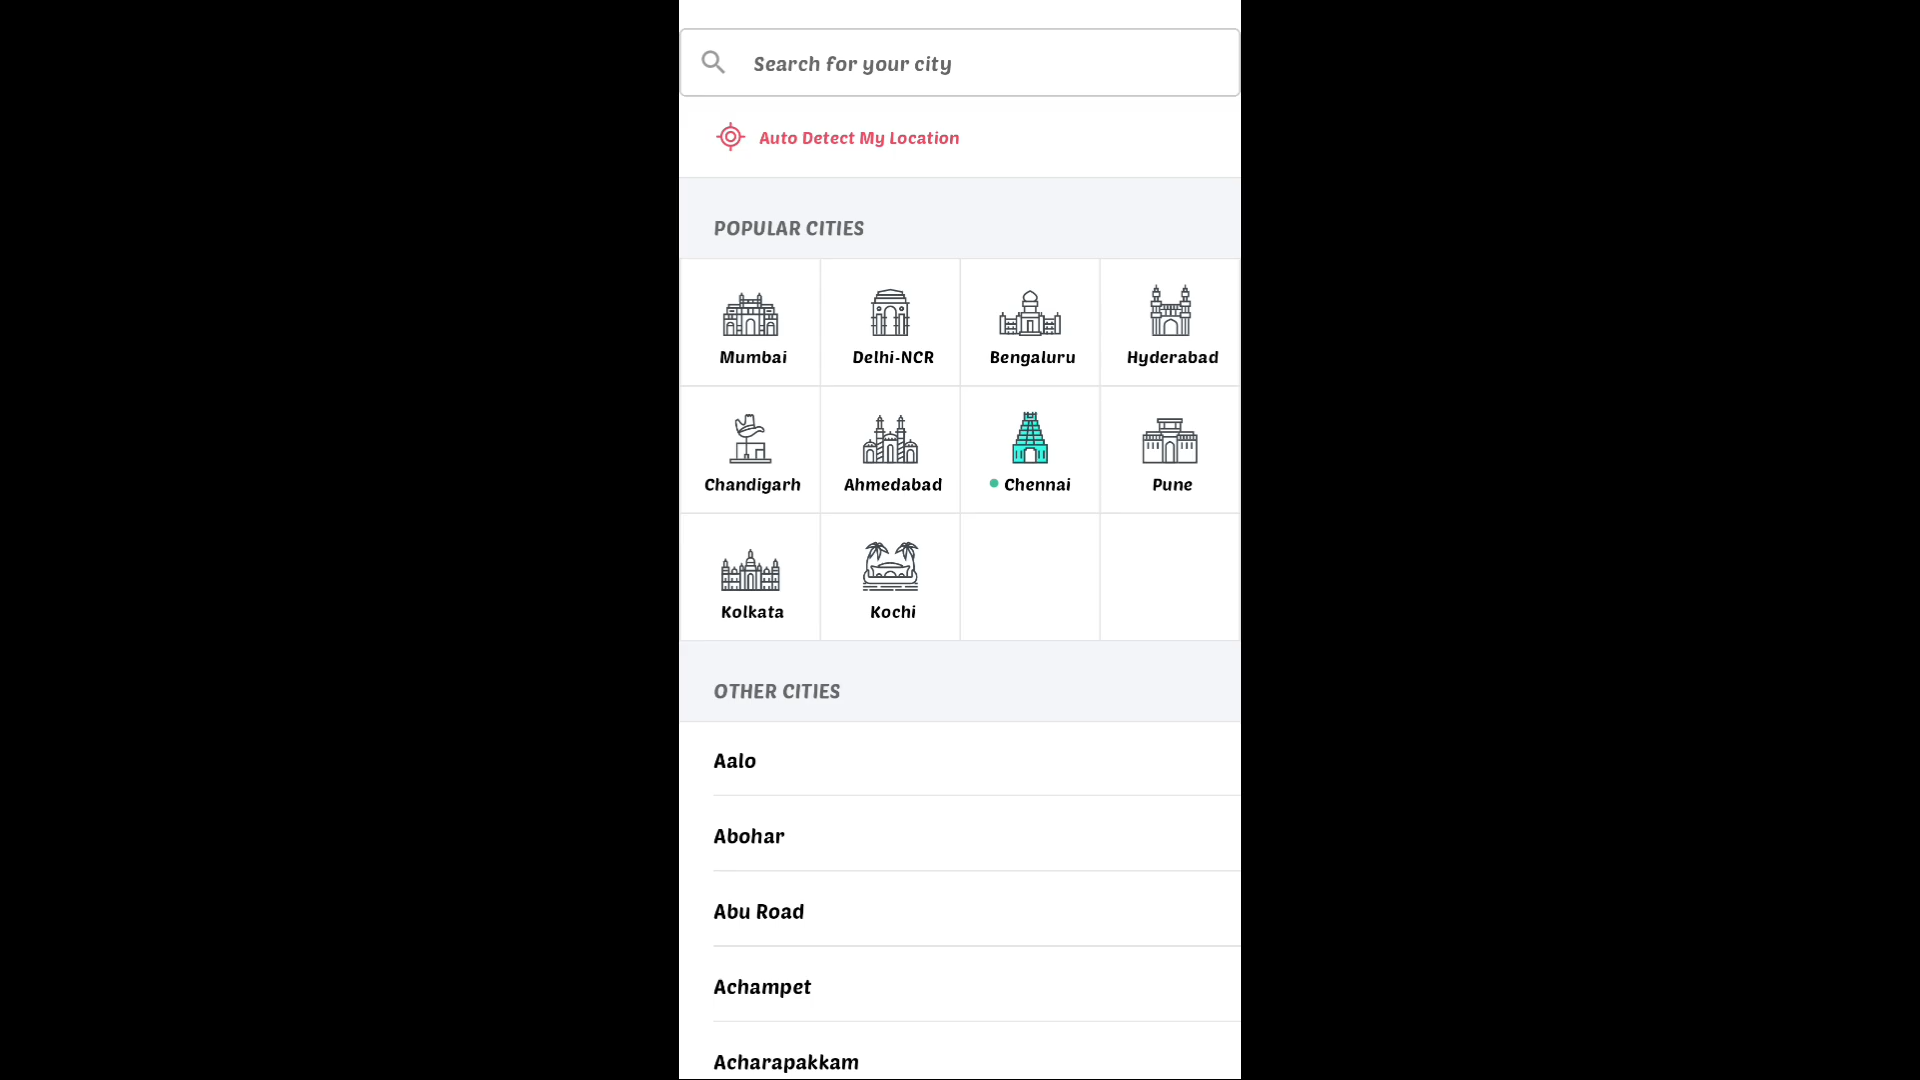 Search for your city
Auto Detect My Location
POPULAR CITIES
Mumbai
Delhi-NCR
Bengaluru
Hyderabad
Chandigarh
Ahmedabad
Chennai
Pune
Kolkata
Kochi
OTHER CITIES
Aalo
Abohar
Abu Road
Achampet
Acharapakkam